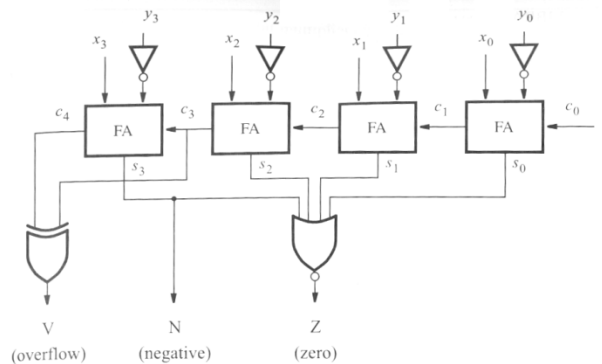 y3 y2 y1 y0
x3 x2 x1 x0
c4 c3 c2 c1 c0
FA FA FA FA
s3 s2 s1 s0
V N Z
(overflow) (negative) (zero)